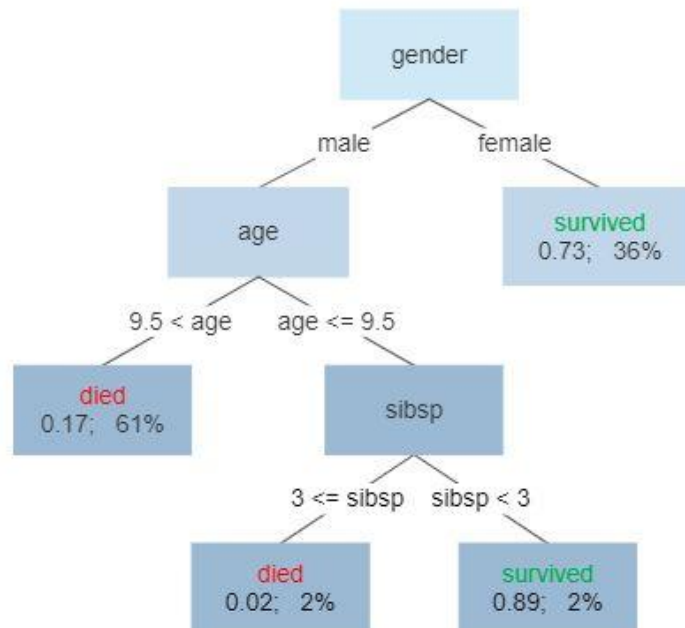 gender
male
female
age
survived
0.73; 36%
9.5 < age
age <= 9.5
died
0.17; 61%
sibsp
3 <= sibsp
sibsp < 3
died
0.02; 2%
survived
0.89; 2%